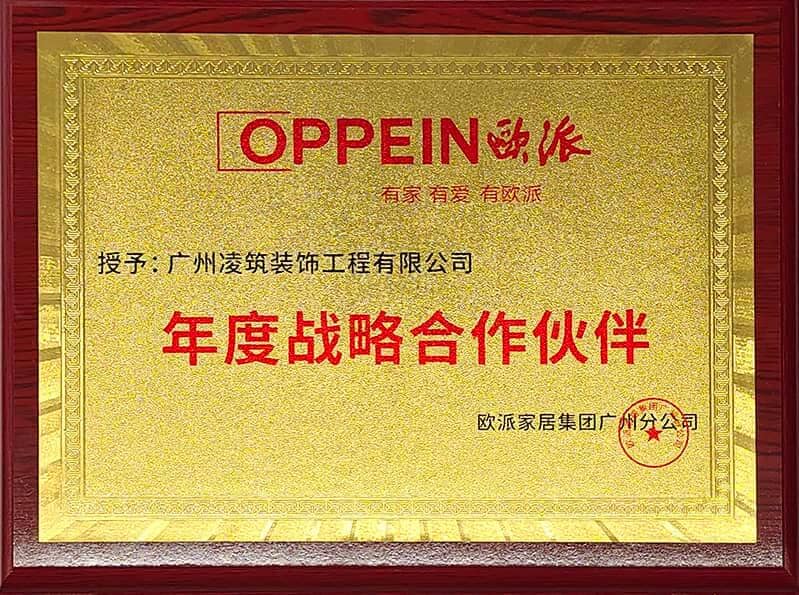 OPPEIN欧派
有家 有爱 有欧派
授予：广州凌筑装饰工程有限公司
年度战略合作伙伴
欧派家居集团广州分公司